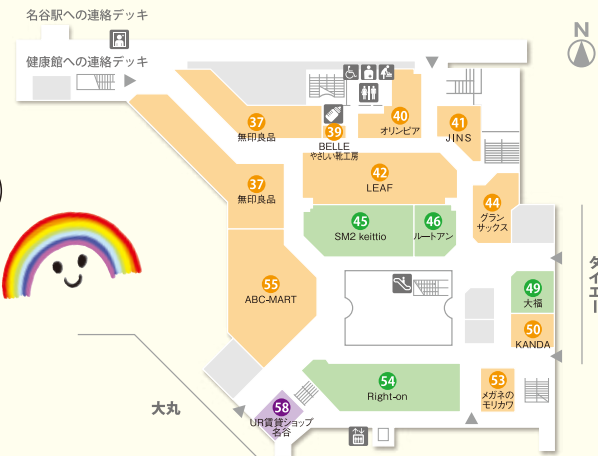 名谷駅への連絡デッキ
健康館への連絡デッキ
N
37
無印良品
39
BELLE
やさしい靴工房
40
オリンピア
41
JINS
42
LEAF
37
無印良品
44
グラン
サックス
45
SM2 keittio
46
ルートアン
55
ABC-MART
49
大福
50
KANDA
ダイエー
54
Right-on
53
メガネの
モリカワ
58
UR賃貸ショップ
名谷
大丸